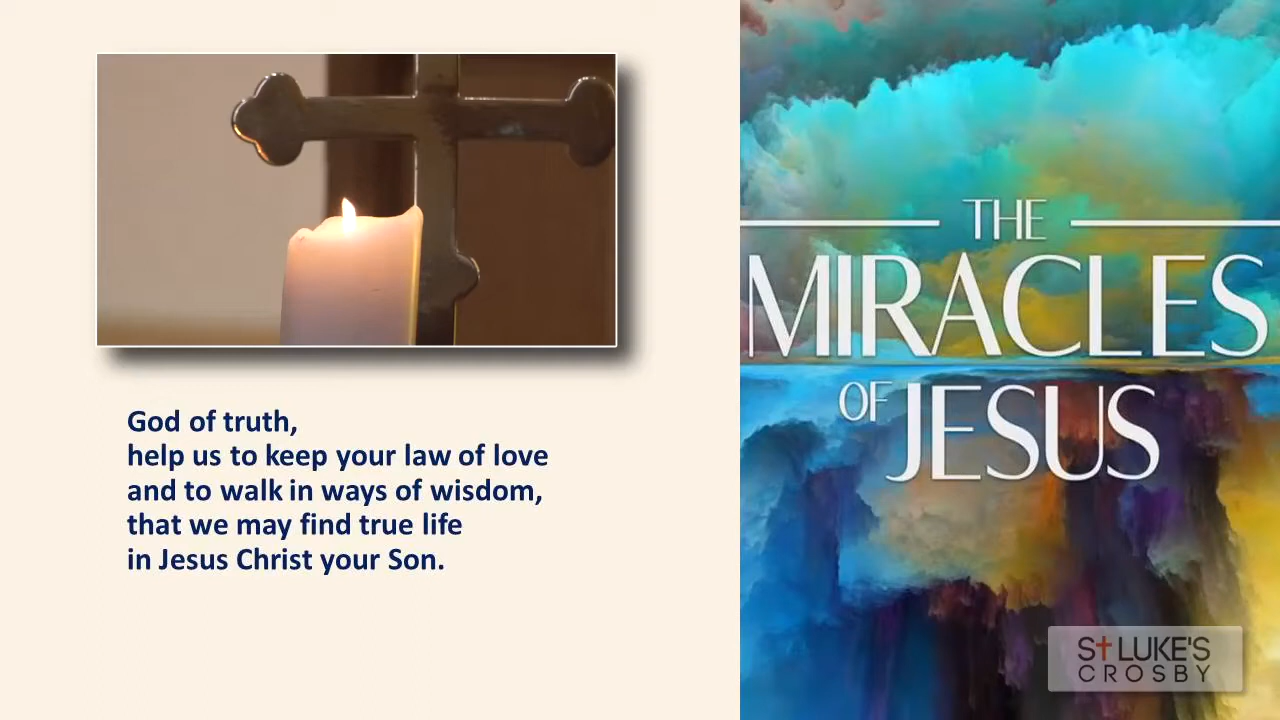 God of truth,
help us to keep your law of love
and to walk in ways of wisdom,
that we may find true life
in Jesus Christ your Son.
THE
MIRACLES
OF JESUS
St LUKE'S
CROSBY